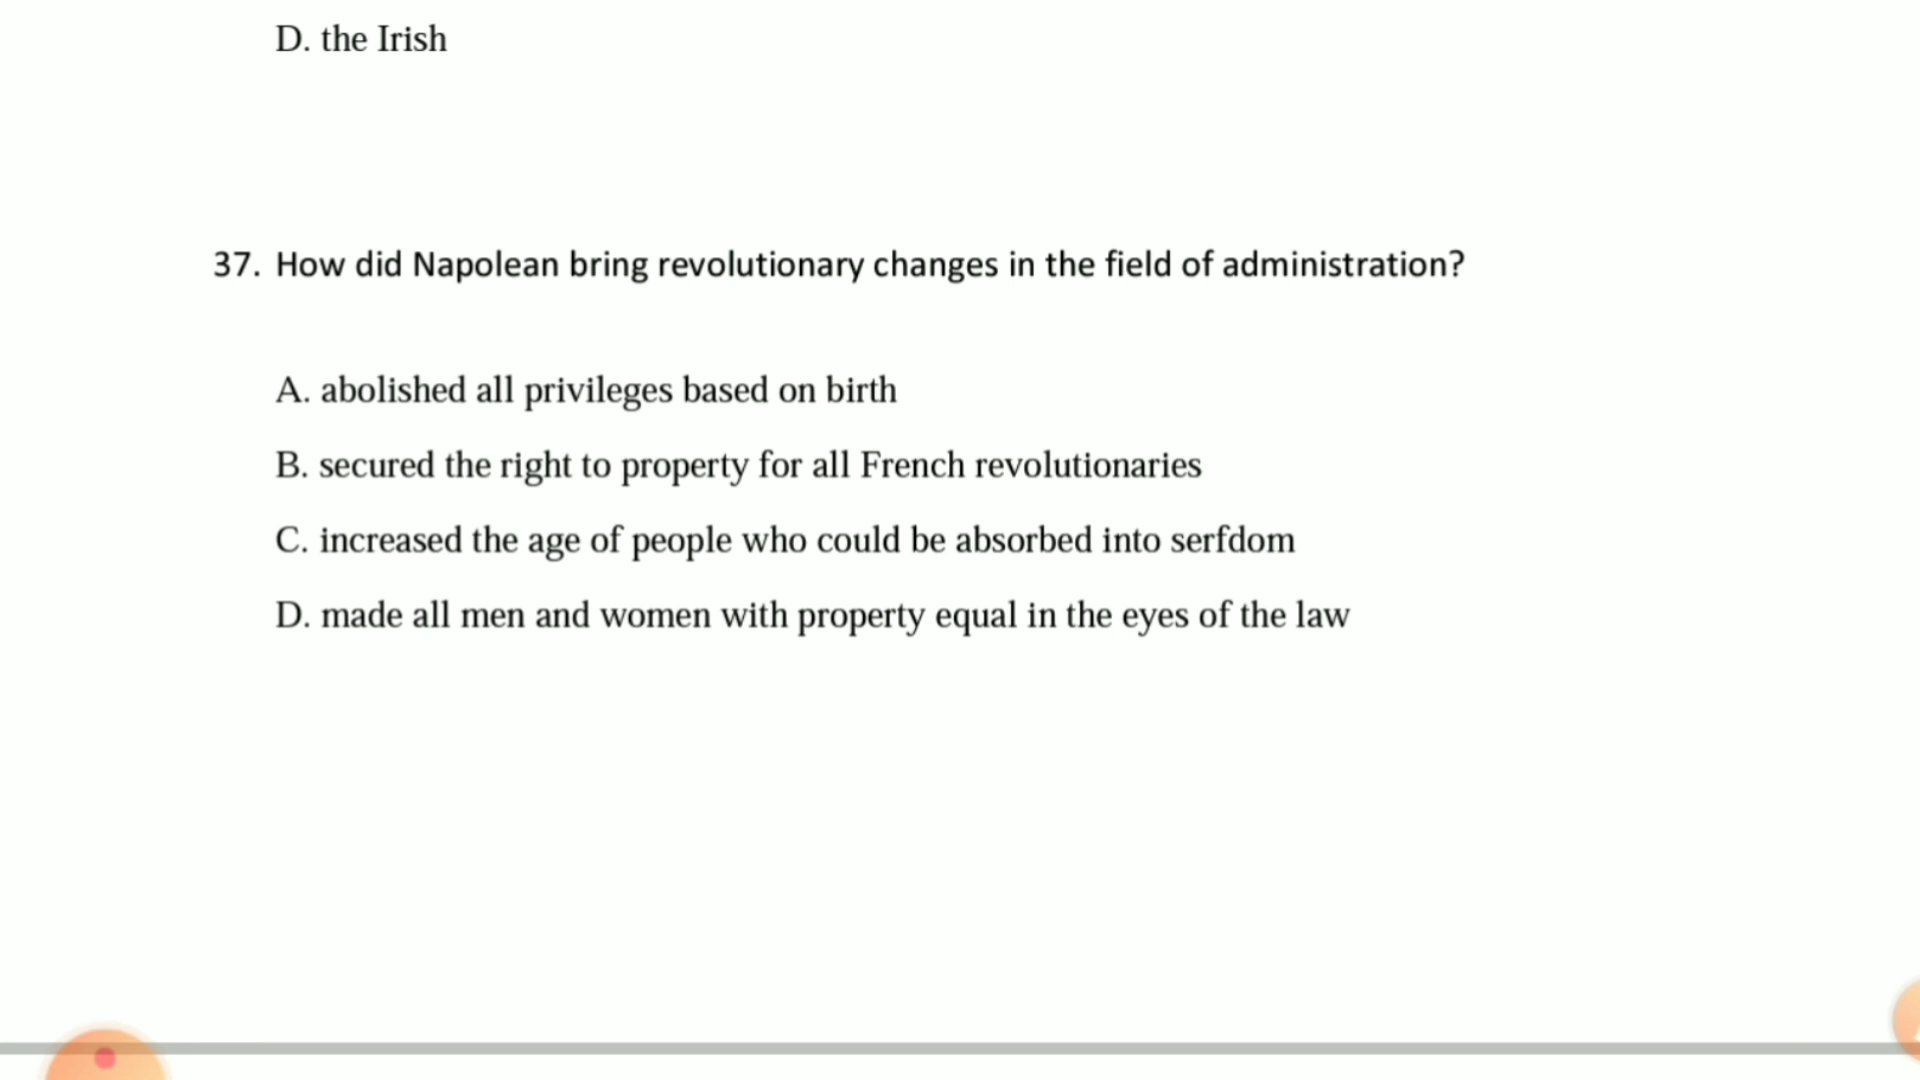 D. the Irish
37. How did Napolean bring revolutionary changes in the field of administration?
A. abolished all privileges based on birth
B. secured the right to property for all French revolutionaries
C. increased the age of people who could be absorbed into serfdom
D. made all men and women with property equal in the eyes of the law